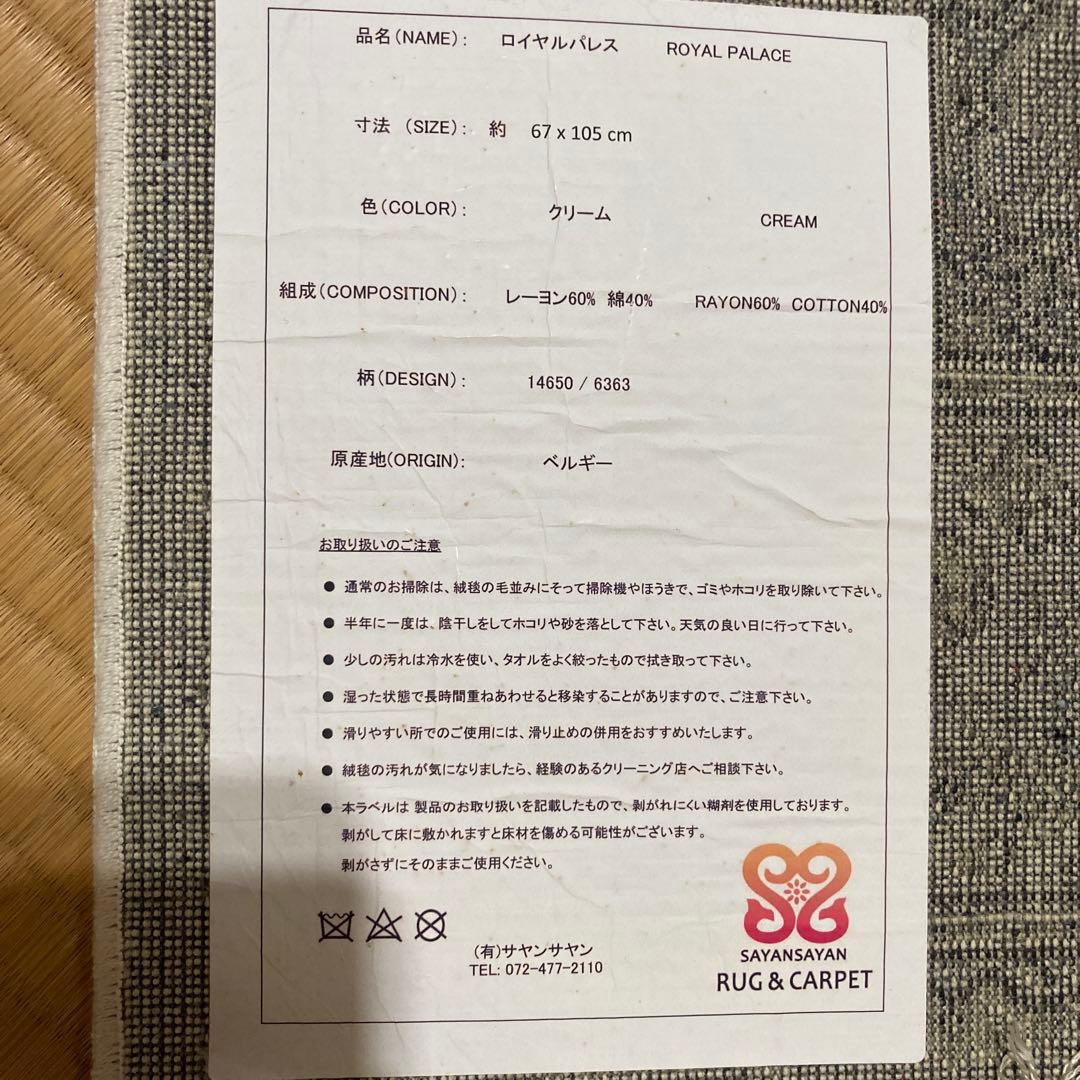 品名(NAME): ロイヤルパレス ROYAL PALACE
寸法 (SIZE): 約 67 x 105 cm
色(COLOR): クリーム CREAM
組成(COMPOSITION): レーヨン60% 綿40% RAYON60% COTTON40%
柄(DESIGN): 14650 / 6363
原産地(ORIGIN): ベルギー
お取り扱いのご注意
● 通常のお掃除は、絨毯の毛並みにそって掃除機やほうきで、ゴミやホコリを取り除いて下さい。
● 半年に一度は、陰干しをしてホコリや砂を落として下さい。天気の良い日に行って下さい。
● 少しの汚れは冷水を使い、タオルをよく絞ったもので拭き取って下さい。
● 湿った状態で長時間重ねあわせると移染することがありますので、ご注意下さい。
● 滑りやすい所でのご使用には、滑り止めの併用をおすすめいたします。
● 絨毯の汚れが気になりましたら、経験のあるクリーニング店へご相談下さい。
● 本ラベルは 製品のお取り扱いを記載したもので、剥がれにくい糊剤を使用しております。
剥がして床に敷かれますと床材を傷める可能性がございます。
剥がさずにそのままご使用ください。
(有)サヤンサヤン
TEL: 072-477-2110
SAYANSAYAN
RUG & CARPET